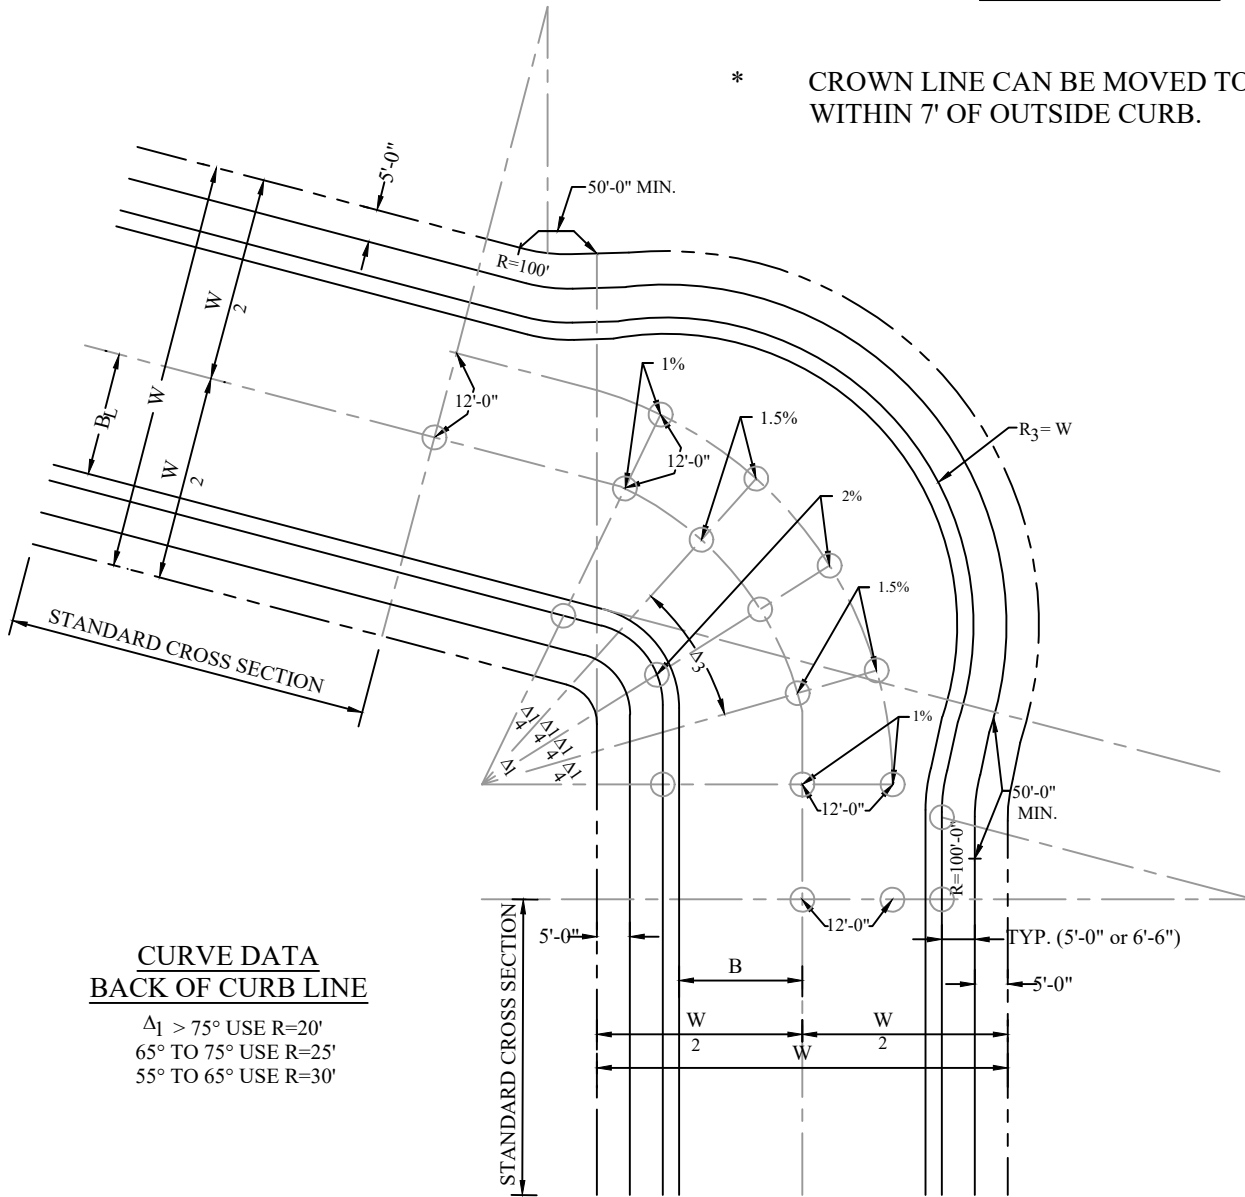 * CROWN LINE CAN BE MOVED TO
WITHIN 7' OF OUTSIDE CURB.
5'-0"
50'-0" MIN.
R=100'
W
2
W
B_L
W
2
12'-0"
1%
12'-0"
1.5%
2%
R3= W
1.5%
Δ3
STANDARD CROSS SECTION
Δ1
4
Δ1
4
Δ1
4
Δ1
4
Δ1
1%
12'-0"
50'-0"
MIN.
R=100'-0"
12'-0"
5'-0"
TYP. (5'-0" or 6'-6")
B
5'-0"
STANDARD CROSS SECTION
W
2
W
2
W
CURVE DATA
BACK OF CURB LINE
Δ1 > 75° USE R=20'
65° TO 75° USE R=25'
55° TO 65° USE R=30'